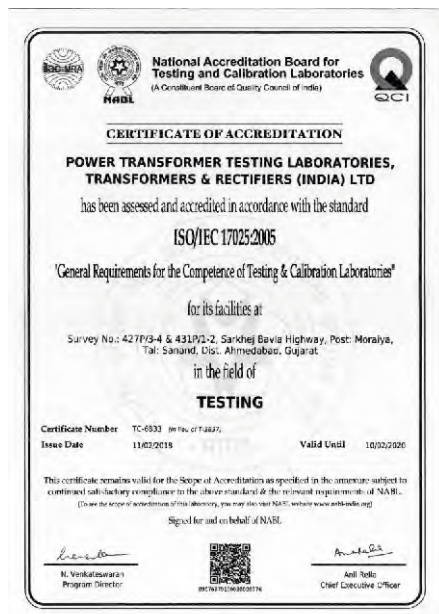 ilac-MRA
NABL
National Accreditation Board for
Testing and Calibration Laboratories
(A Constituent Board of Quality Council of India)
QCI
CERTIFICATE OF ACCREDITATION
POWER TRANSFORMER TESTING LABORATORIES,
TRANSFORMERS & RECTIFIERS (INDIA) LTD
has been assessed and accredited in accordance with the standard
ISO/IEC 17025:2005
"General Requirements for the Competence of Testing & Calibration Laboratories"
for its facilities at
Survey No.: 427P/3-4 & 431P/1-2, Sarkhej Bavla Highway, Post: Moraiya,
Tal: Sanand, Dist. Ahmedabad, Gujarat
in the field of
TESTING
Certificate Number TC-6833 (in lieu of T-2837)
Issue Date 11/02/2018 Valid Until 10/02/2020
This certificate remains valid for the Scope of Accreditation as specified in the annexure subject to
continued satisfactory compliance to the above standard & the relevant requirements of NABL.
(To see the scope of accreditation of this laboratory, you may also visit NABL website www.nabl-india.org)
Signed for and on behalf of NABL
N. Venkateswaran
Program Director
Anil Relia
Chief Executive Officer